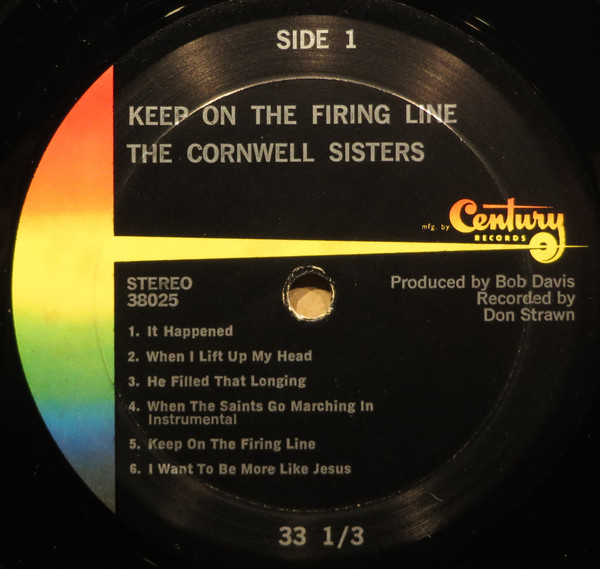 SIDE 1
KEEP ON THE FIRING LINE
THE CORNWELL SISTERS
mfg. by Century
RECORDS
STEREO
38025
Produced by Bob Davis
Recorded by
Don Strawn
1. It Happened
2. When I Lift Up My Head
3. He Filled That Longing
4. When The Saints Go Marching In
Instrumental
5. Keep On The Firing Line
6. I Want To Be More Like Jesus
33 1/3